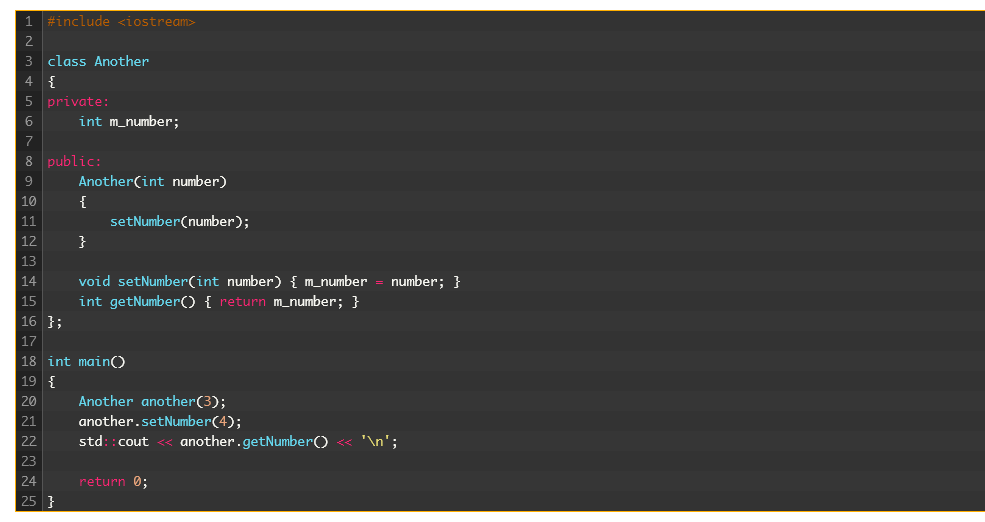 1 #include <iostream>
2
3 class Another
4 {
5 private:
6     int m_number;
7
8 public:
9     Another(int number)
10     {
11         setNumber(number);
12     }
13
14     void setNumber(int number) { m_number = number; }
15     int getNumber() { return m_number; }
16 };
17
18 int main()
19 {
20     Another another(3);
21     another.setNumber(4);
22     std::cout << another.getNumber() << '\n';
23
24     return 0;
25 }